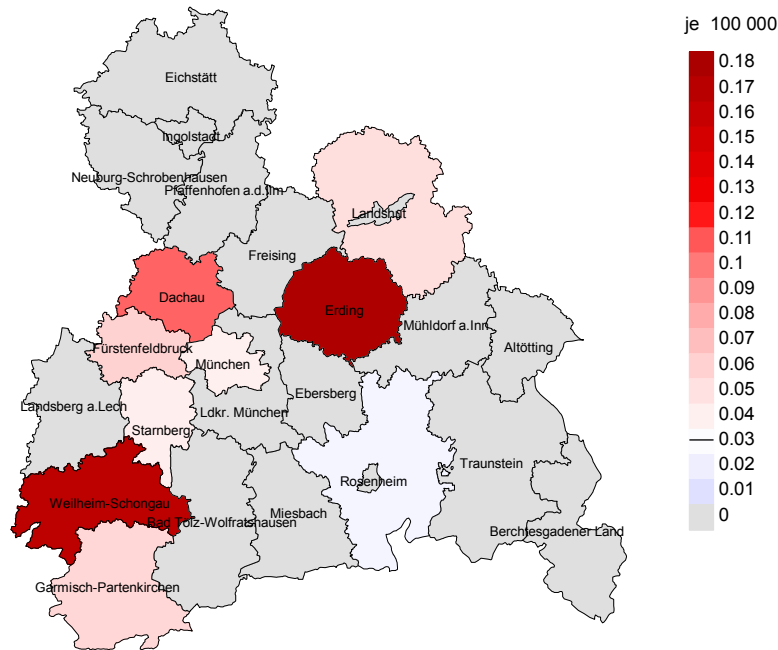 je 100 000
0.18
0.17
0.16
0.15
0.14
0.13
0.12
0.11
0.1
0.09
0.08
0.07
0.06
0.05
0.04
0.03
0.02
0.01
0
Eichstätt
Ingolstadt
Neuburg-Schrobenhausen
Pfaffenhofen a.d.Ilm
Landshut
Freising
Dachau
Erding
Mühldorf a.Inn
Altötting
Fürstenfeldbruck
München
Ebersberg
Landsberg a.Lech
Ldkr. München
Starnberg
Traunstein
Rosenheim
Weilheim-Schongau
Miesbach
Bad Tölz-Wolfratshausen
Berchtesgadener Land
Garmisch-Partenkirchen